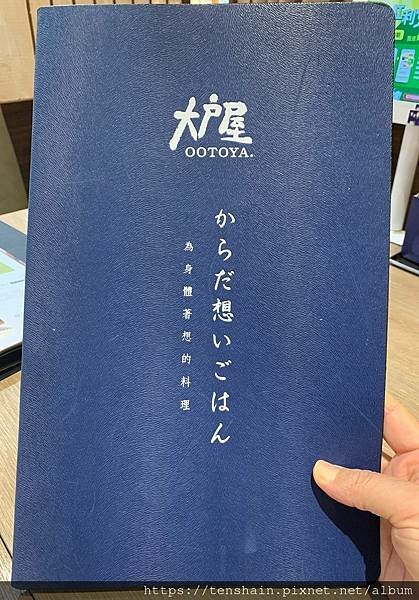 大戸屋
OOTOYA.
からだ想いごはん
為身體著想的料理
https://tenshain.pixnet.net/album